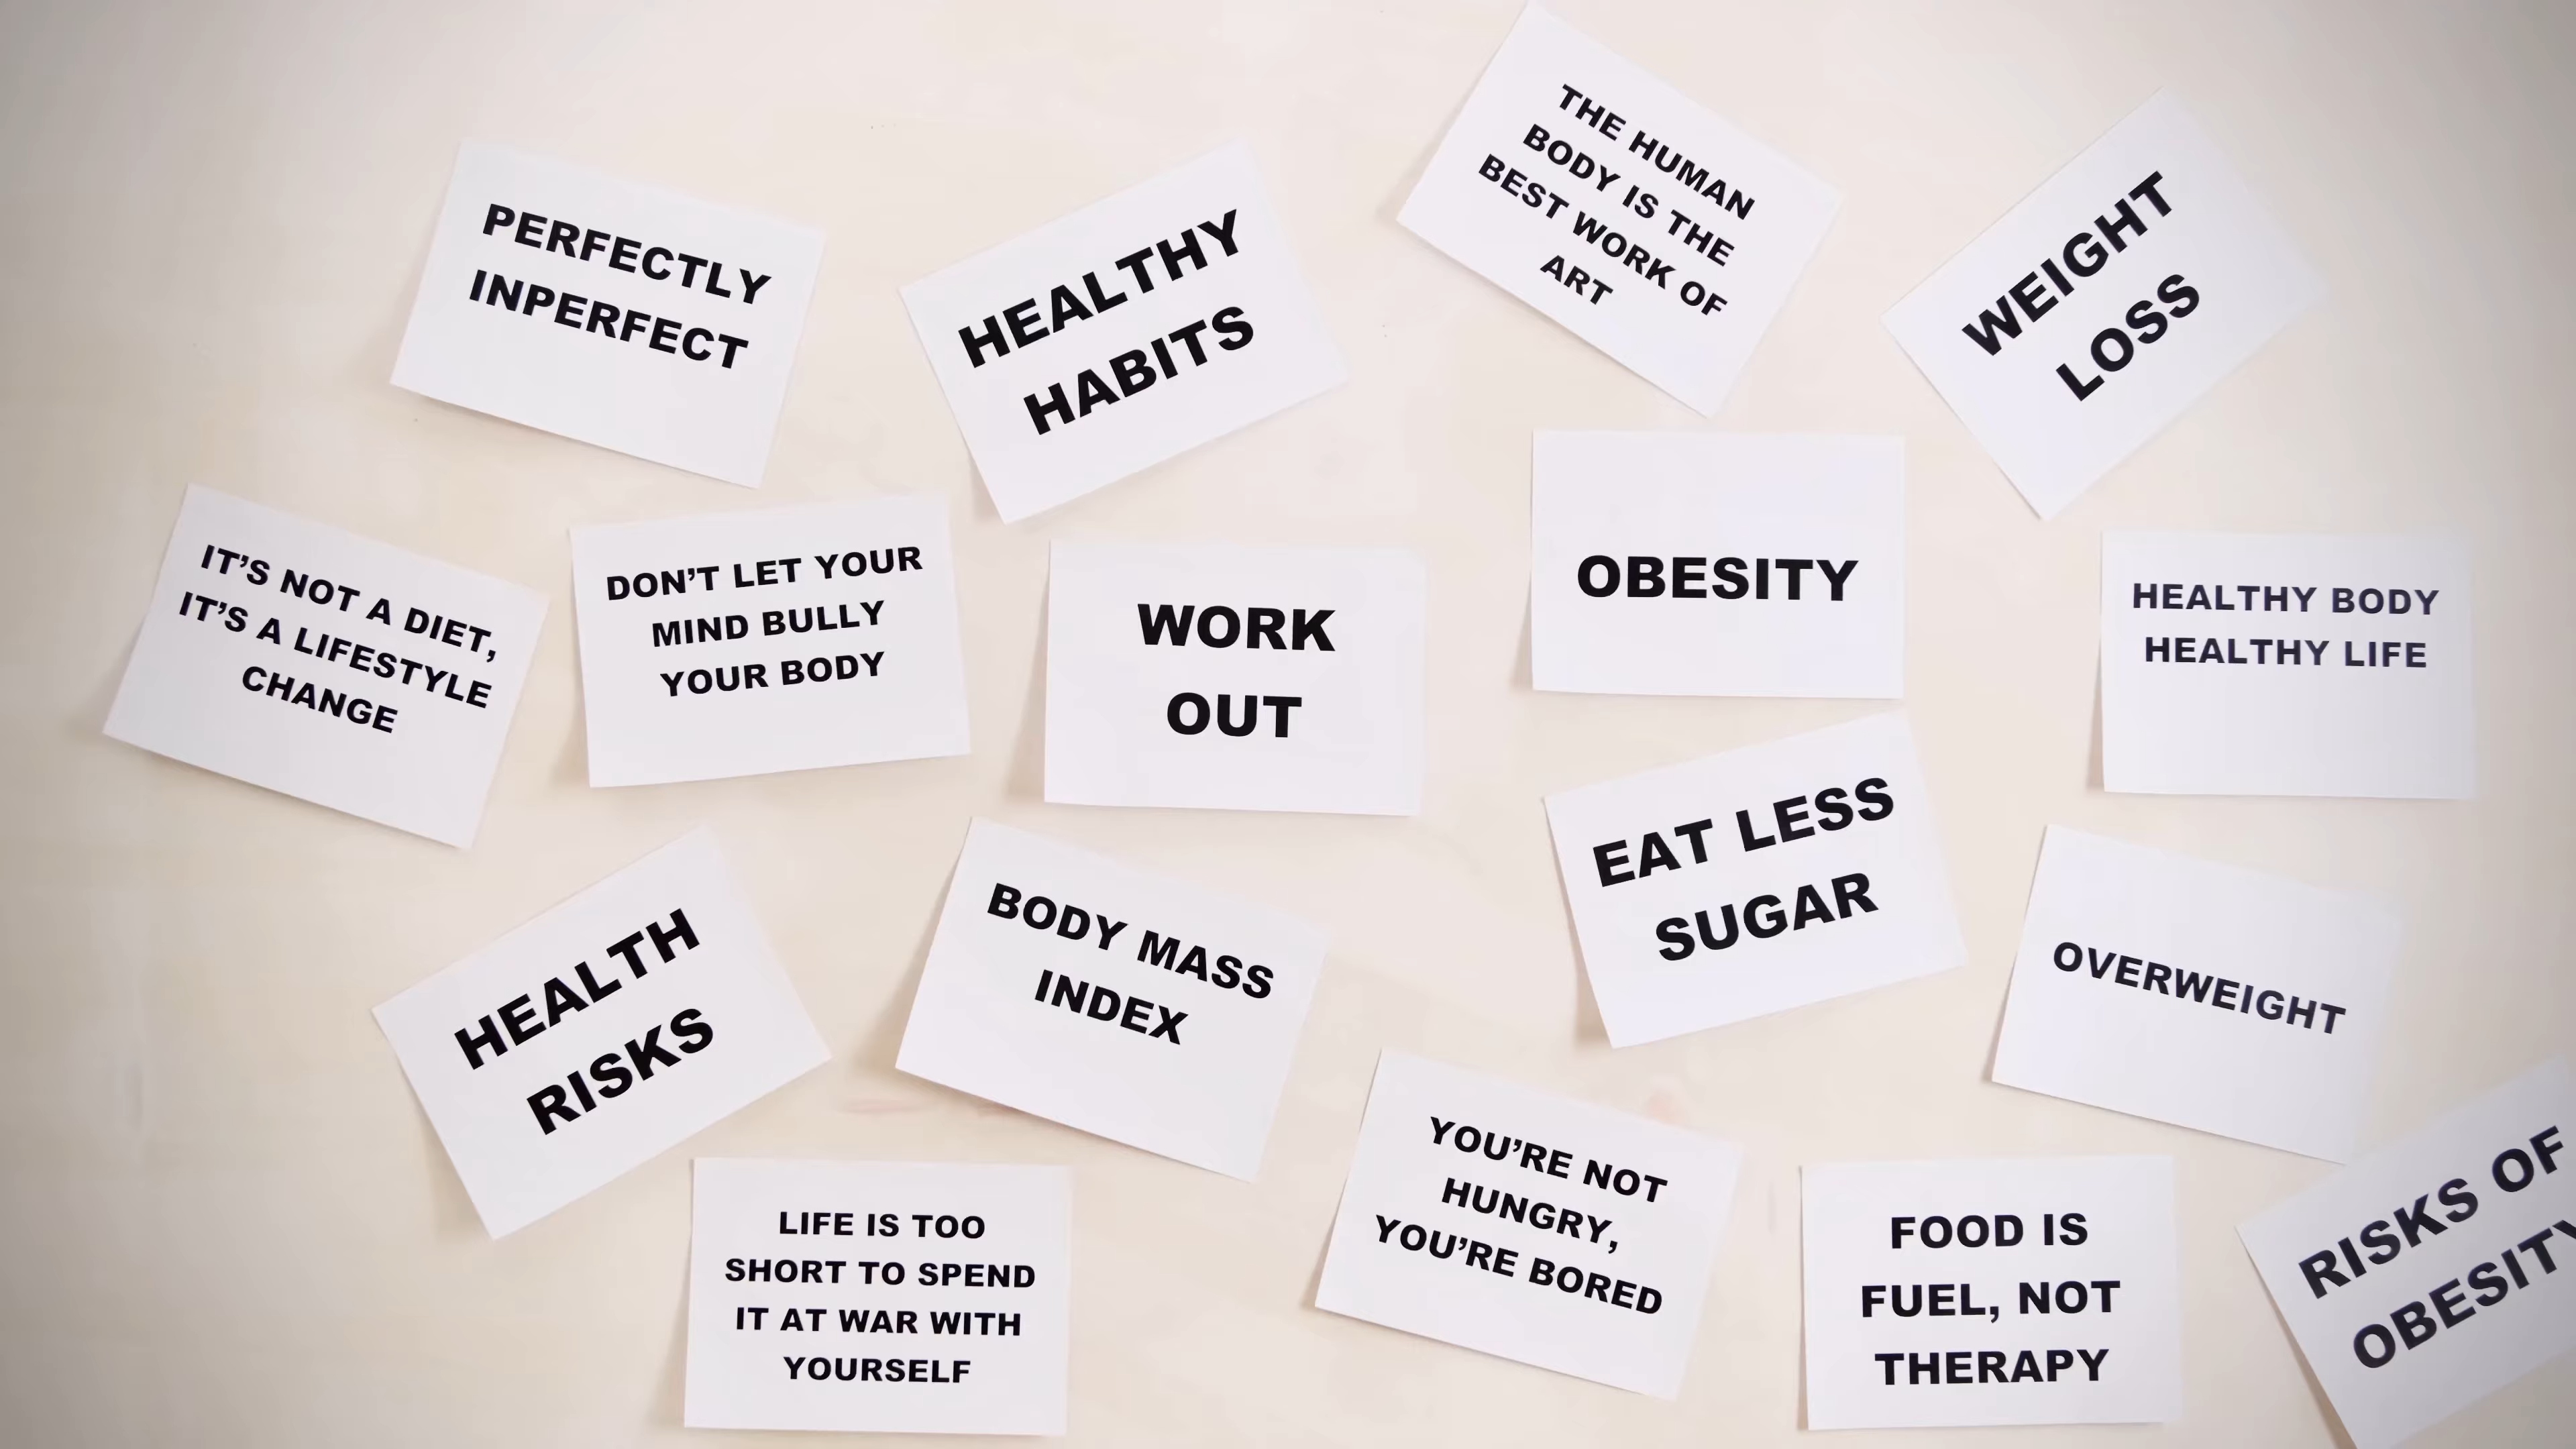 PERFECTLY
INPERFECT
HEALTHY
HABITS
THE HUMAN
BODY IS THE
BEST WORK OF
ART
WEIGHT
LOSS
IT’S NOT A DIET,
IT’S A LIFESTYLE
CHANGE
DON’T LET YOUR
MIND BULLY
YOUR BODY
WORK
OUT
OBESITY
HEALTHY BODY
HEALTHY LIFE
HEALTH
RISKS
BODY MASS
INDEX
EAT LESS
SUGAR
OVERWEIGHT
LIFE IS TOO
SHORT TO SPEND
IT AT WAR WITH
YOURSELF
YOU’RE NOT
HUNGRY,
YOU’RE BORED
FOOD IS
FUEL, NOT
THERAPY
RISKS OF
OBESITY